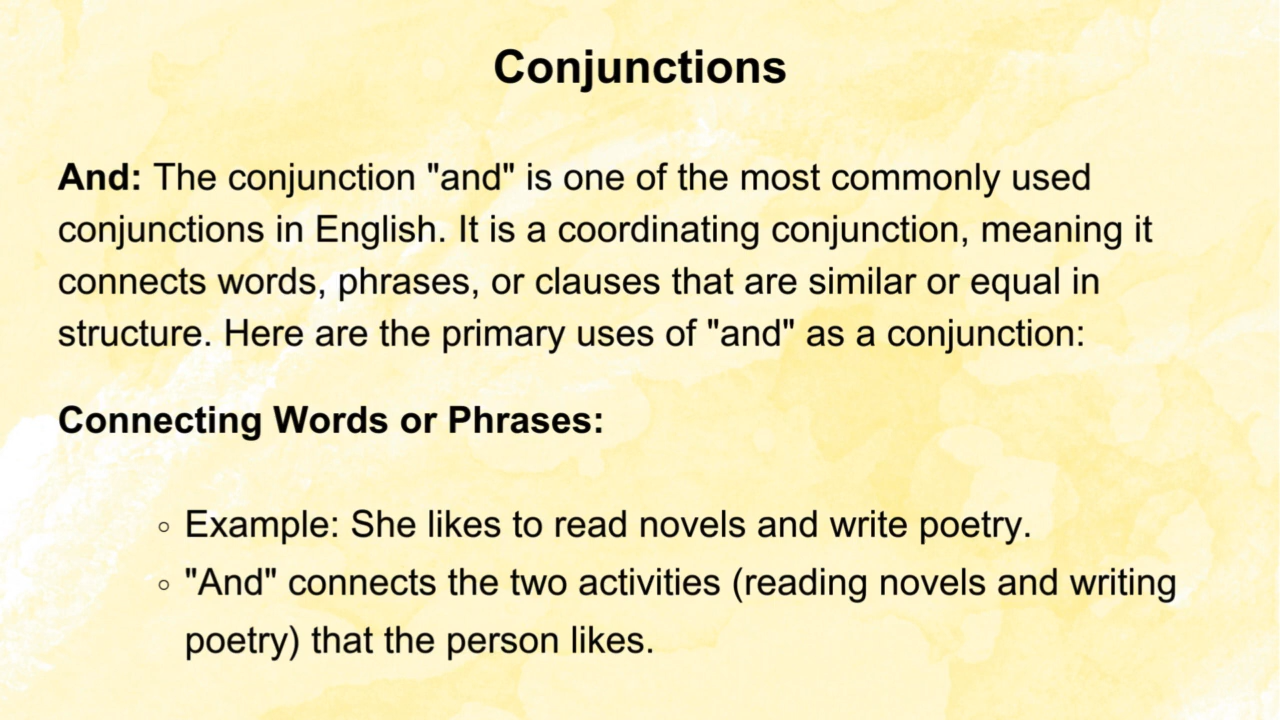 Conjunctions
And: The conjunction "and" is one of the most commonly used
conjunctions in English. It is a coordinating conjunction, meaning it
connects words, phrases, or clauses that are similar or equal in
structure. Here are the primary uses of "and" as a conjunction:
Connecting Words or Phrases:
◦ Example: She likes to read novels and write poetry.
◦ "And" connects the two activities (reading novels and writing
poetry) that the person likes.